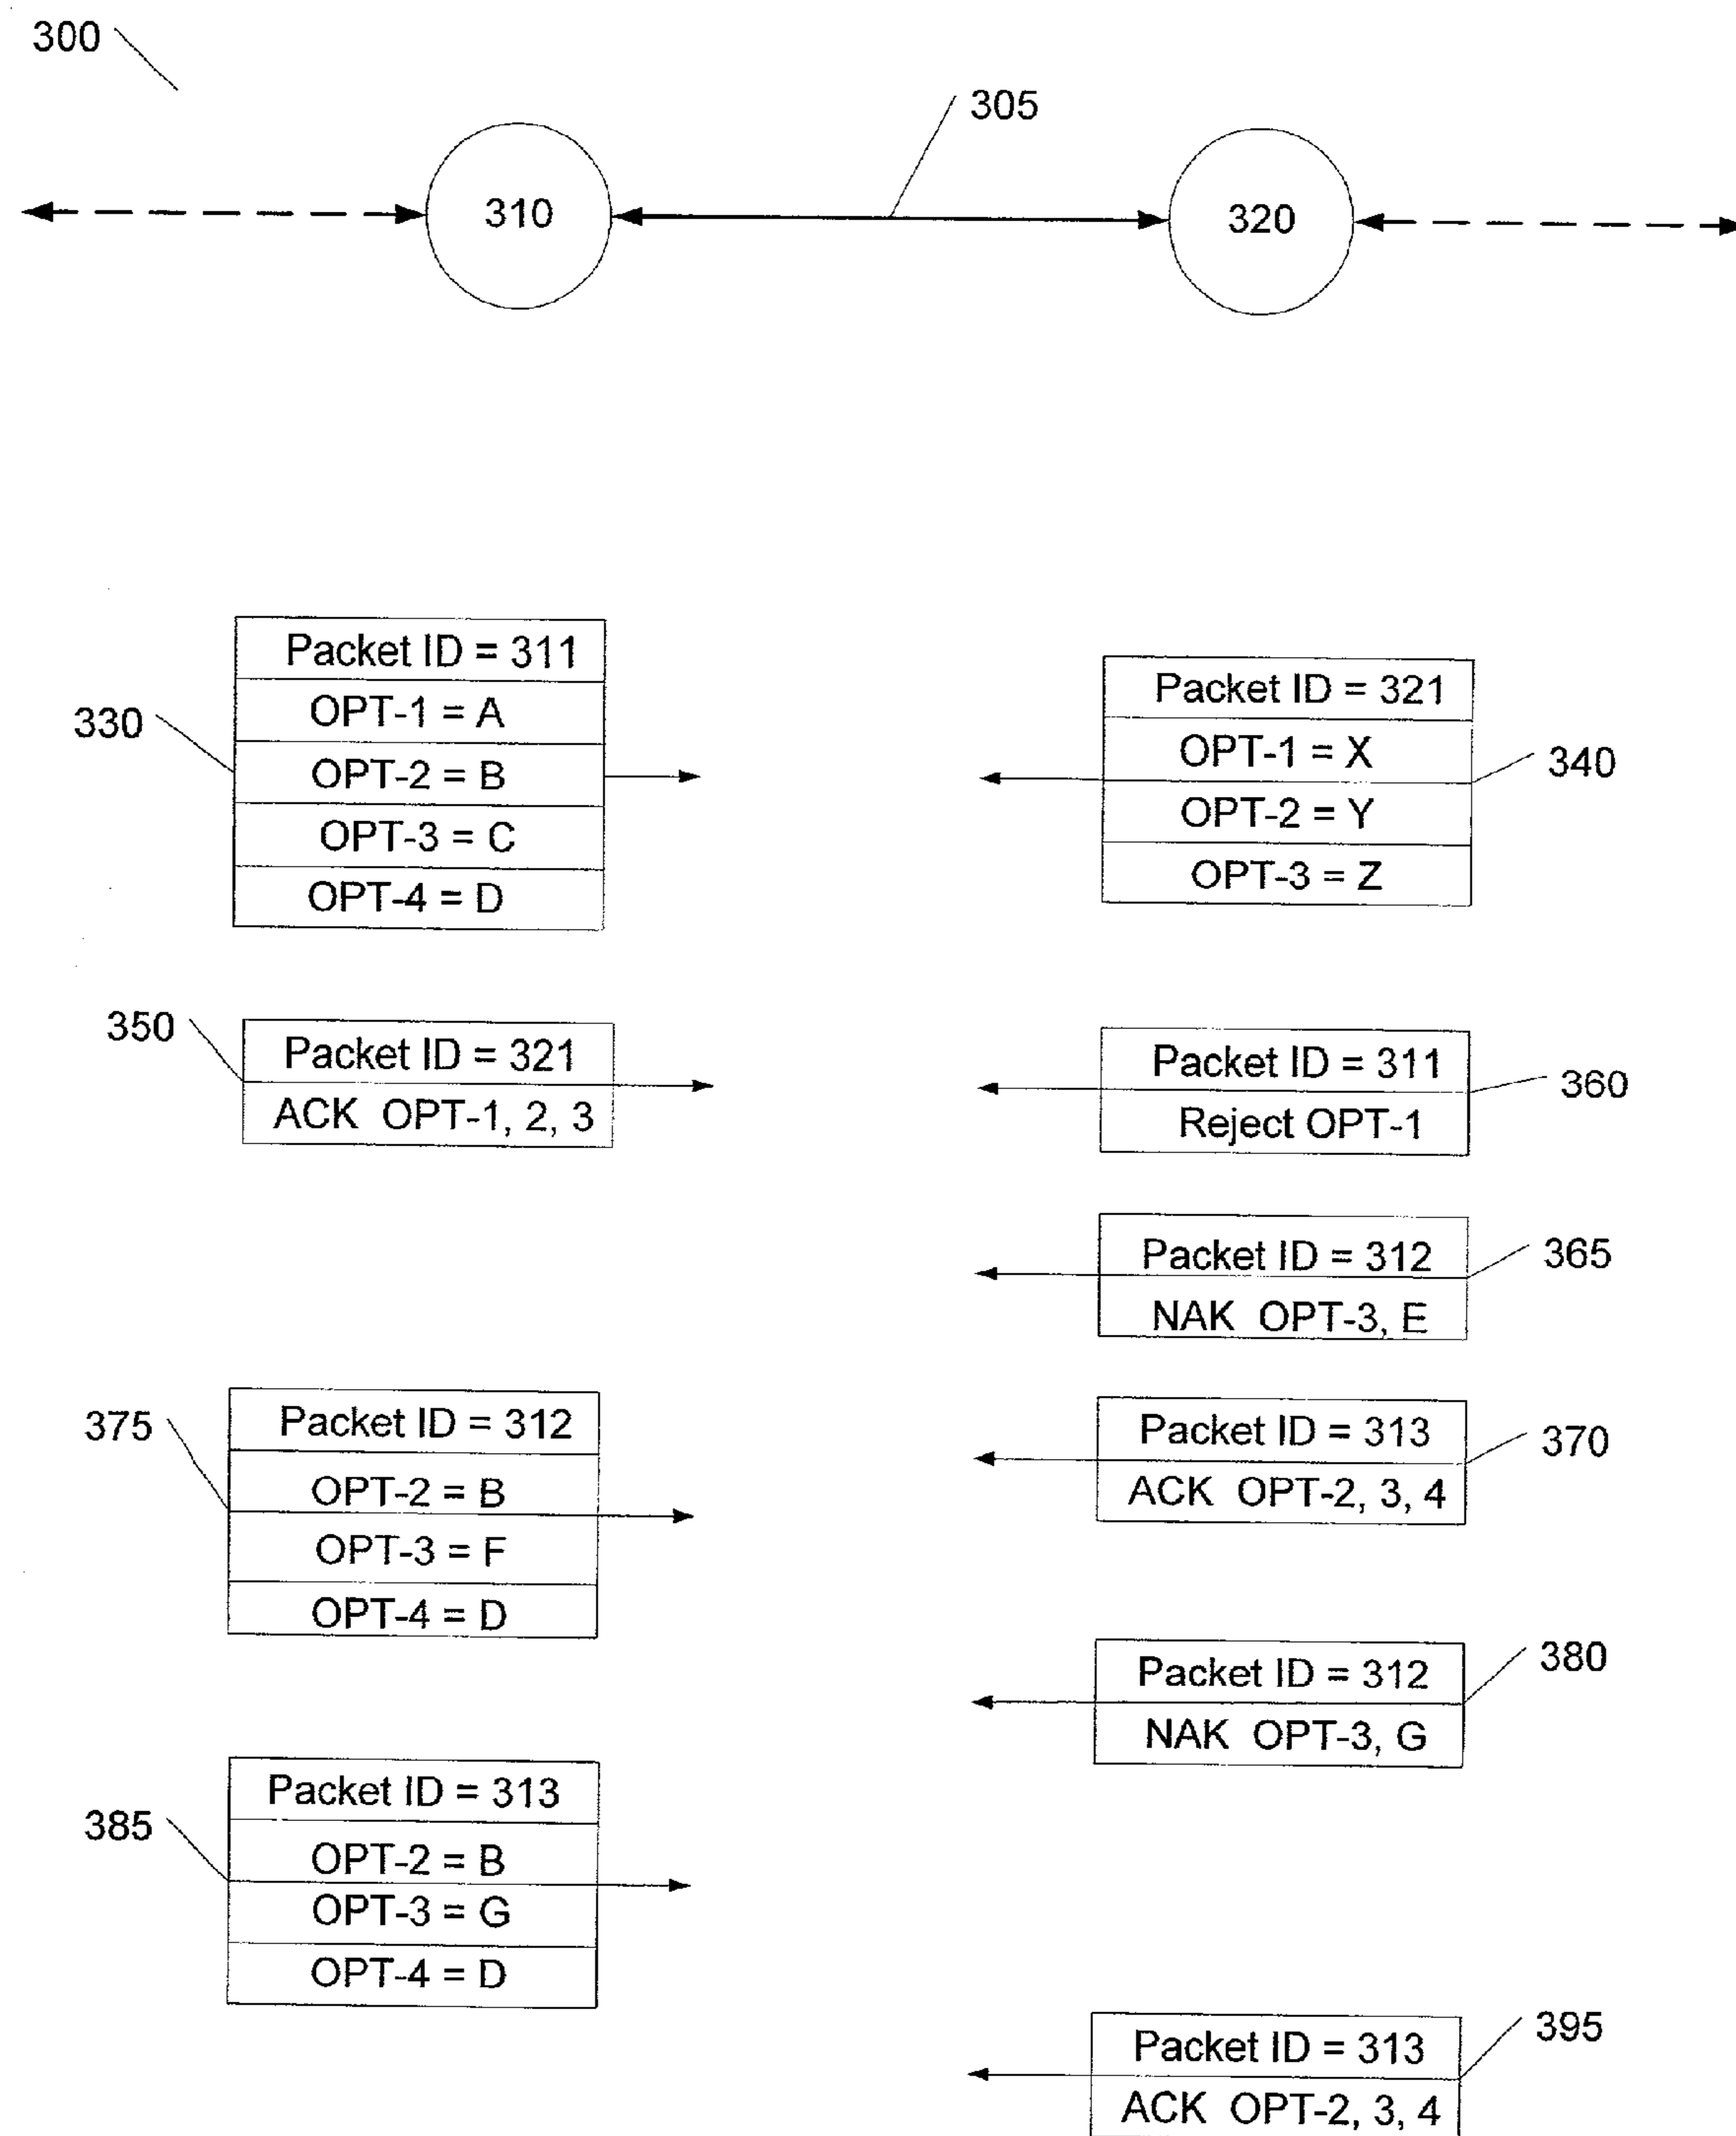 300
305
310
320
330
Packet ID = 311
OPT-1 = A
OPT-2 = B
OPT-3 = C
OPT-4 = D
Packet ID = 321
OPT-1 = X
OPT-2 = Y
OPT-3 = Z
340
350
Packet ID = 321
ACK OPT-1, 2, 3
Packet ID = 311
Reject OPT-1
360
Packet ID = 312
NAK OPT-3, E
365
375
Packet ID = 312
OPT-2 = B
OPT-3 = F
OPT-4 = D
Packet ID = 313
ACK OPT-2, 3, 4
370
Packet ID = 312
NAK OPT-3, G
380
385
Packet ID = 313
OPT-2 = B
OPT-3 = G
OPT-4 = D
Packet ID = 313
ACK OPT-2, 3, 4
395